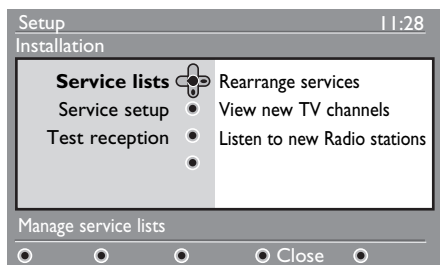 Setup 11:28
Installation
Service lists Rearrange services
Service setup View new TV channels
Test reception Listen to new Radio stations
Manage service lists
Close